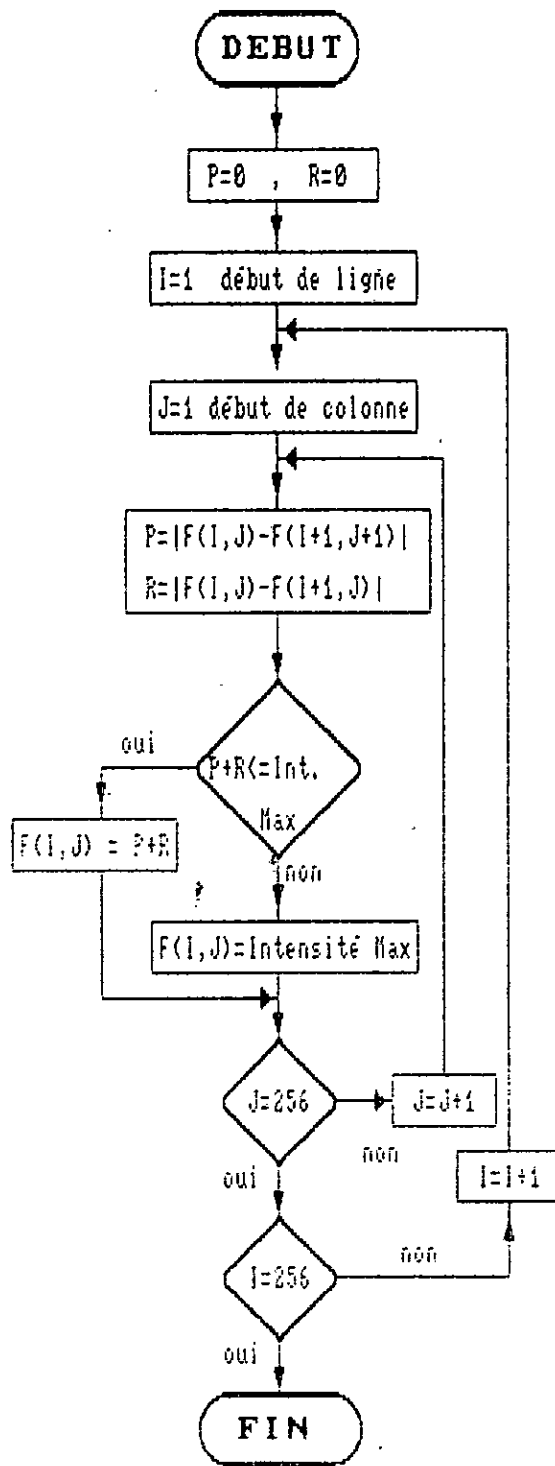 DEBUT
P=0 , R=0
I=1 début de ligne
J=1 début de colonne
P=|F(I,J)-F(I+1,J+1)|
R=|F(I,J)-F(I+1,J)|
oui
P+R<=Int.
Max
F(I,J) = P+R
non
F(I,J)=Intensité Max
J=256
J=J+1
non
oui
I=I+1
I=256
non
oui
FIN